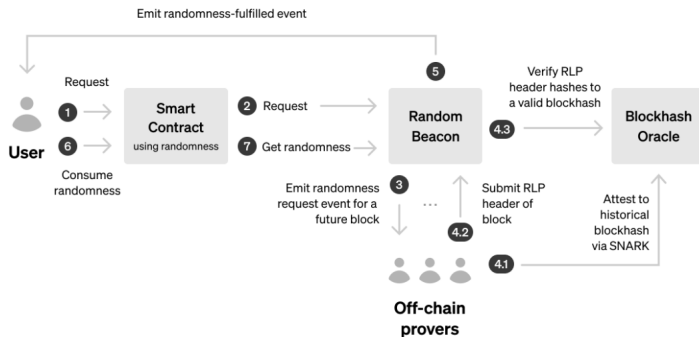 Emit randomness-fulfilled event
Request
1
6
User
Consume
randomness
Smart
Contract
using randomness
2 Request
7 Get randomness
5
Random
Beacon
Verify RLP
header hashes to
a valid blockhash
4.3
Blockhash
Oracle
Emit randomness
request event for a
future block
3
...
4.2
Submit RLP
header of
block
Attest to
historical
blockhash
via SNARK
4.1
Off-chain
provers